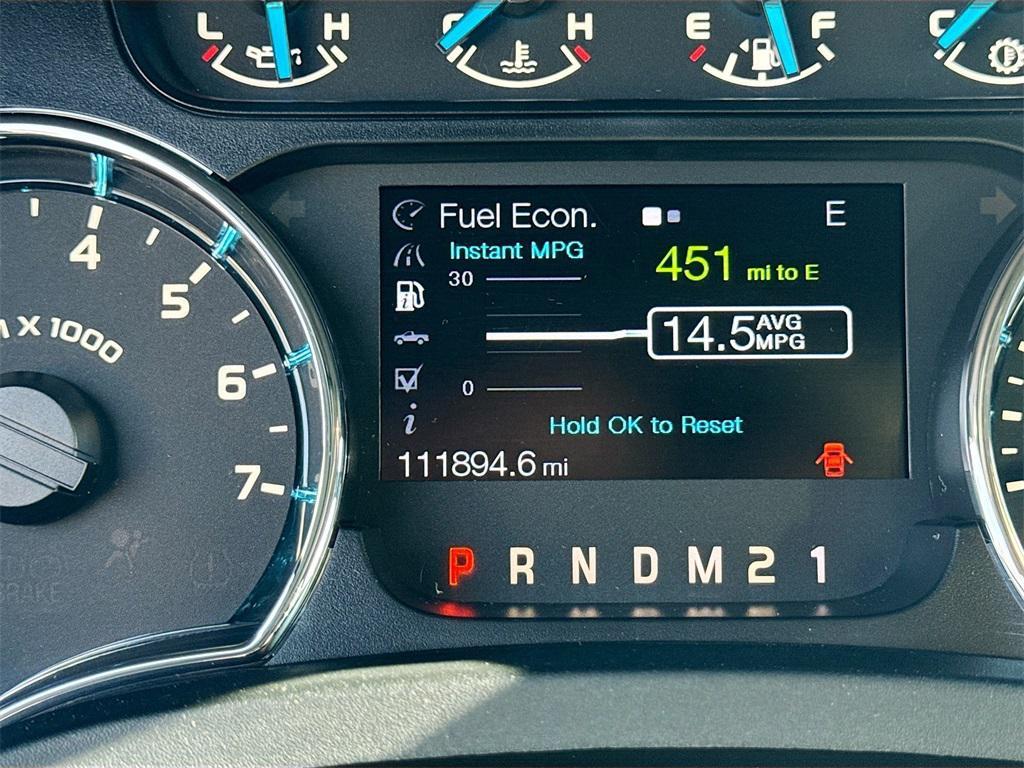 L H C H E F C
Fuel Econ. E
Instant MPG
451 mi to E
30
14.5 AVG MPG
0
Hold OK to Reset
111894.6 mi
4
5
X 1000
6
7
P R N D M 2 1